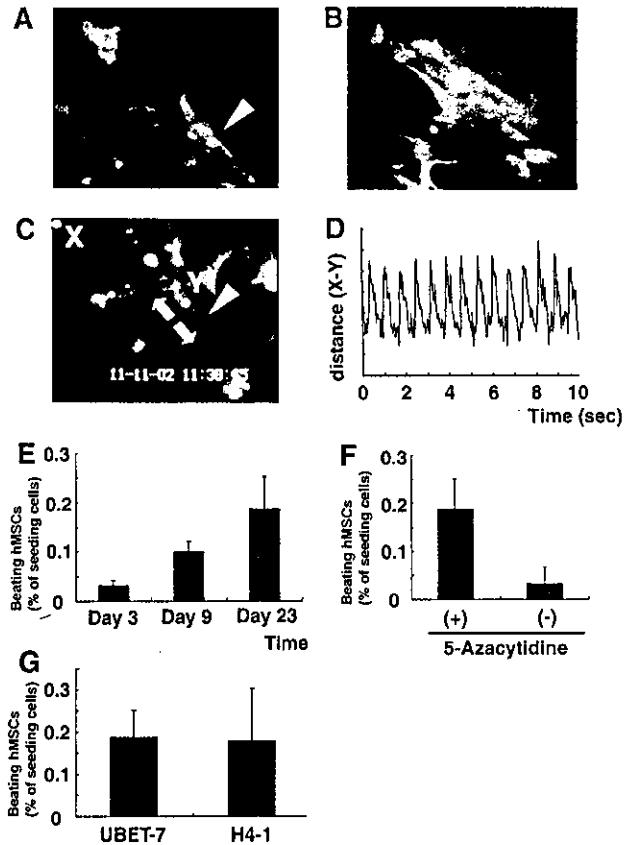 A
B
C
X
Y
11-11-02 11:38:
D
distance (X-Y)
0 2 4 6 8 10
Time (sec)
E
Beating hMSCs
(% of seeding cells)
0.3
0.2
0.1
0
Day 3 Day 9 Day 23
Time
F
Beating hMSCs
(% of seeding cells)
0.3
0.2
0.1
0
(+) (-)
5-Azacytidine
G
Beating hMSCs
(% of seeding cells)
0.3
0.2
0.1
0
UBET-7 H4-1